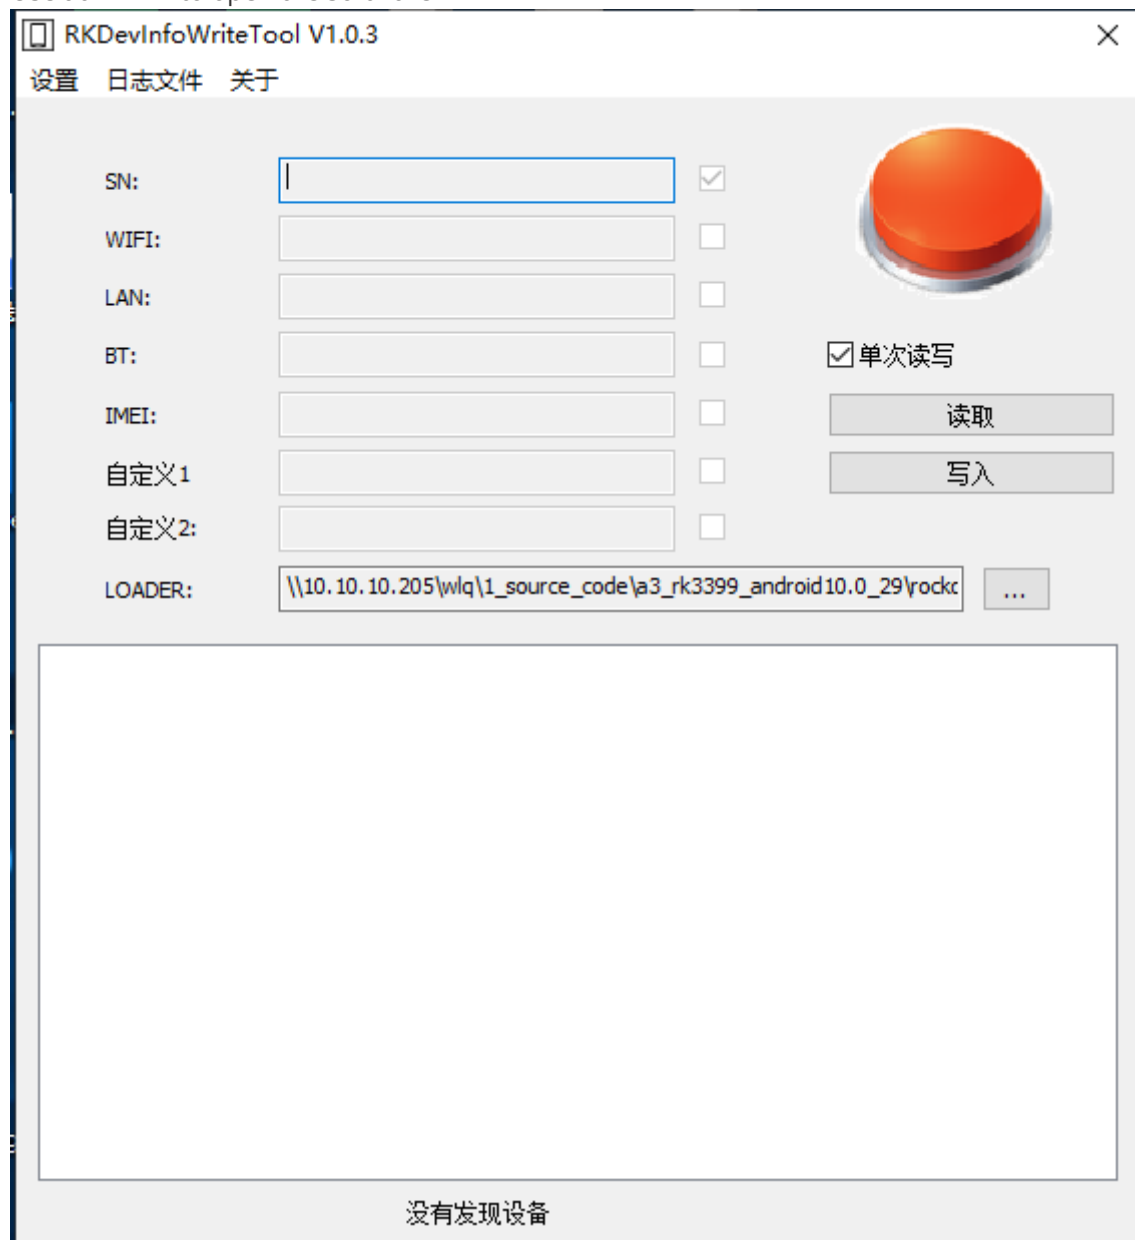 RKDevInfoWriteTool V1.0.3
设置 日志文件 关于
SN:
WIFI:
LAN:
BT:
单次读写
IMEI:
读取
自定义1
写入
自定义2:
LOADER: \\10.10.10.205\wlq\1_source_code\a3_rk3399_android10.0_29\rockc ...
没有发现设备